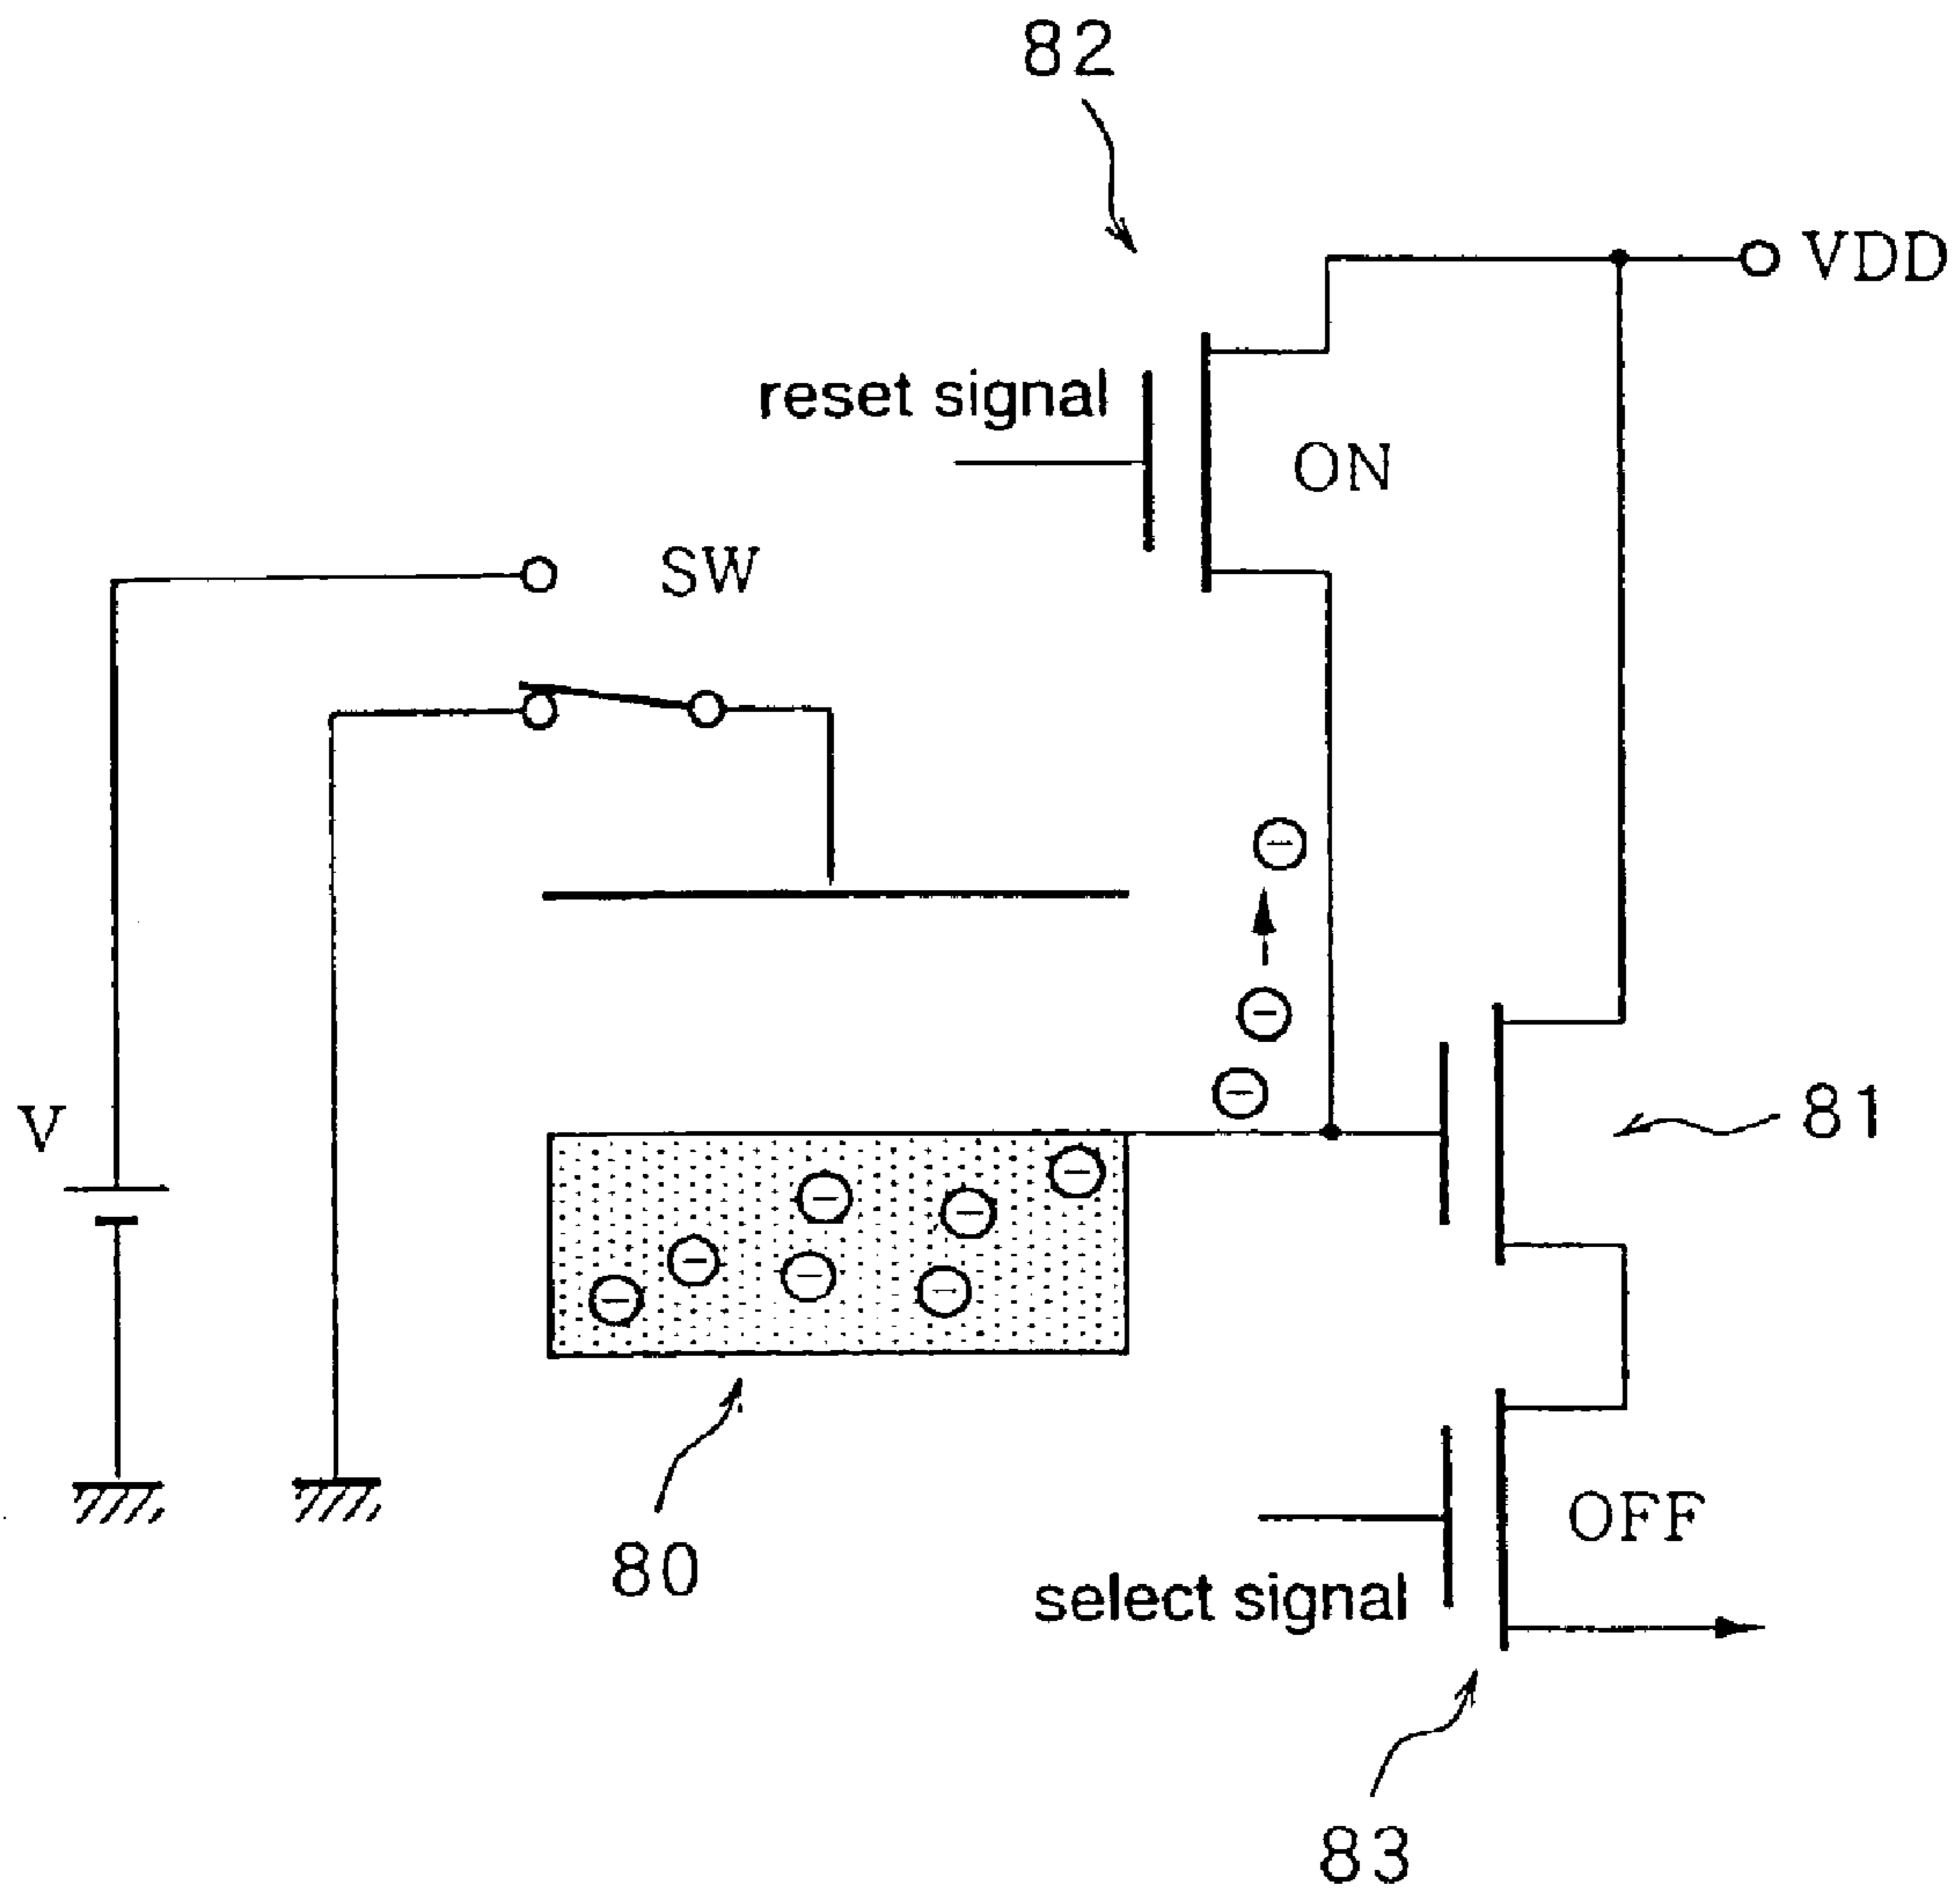 82
VDD
reset signal
ON
SW
V
81
80
OFF
select signal
83